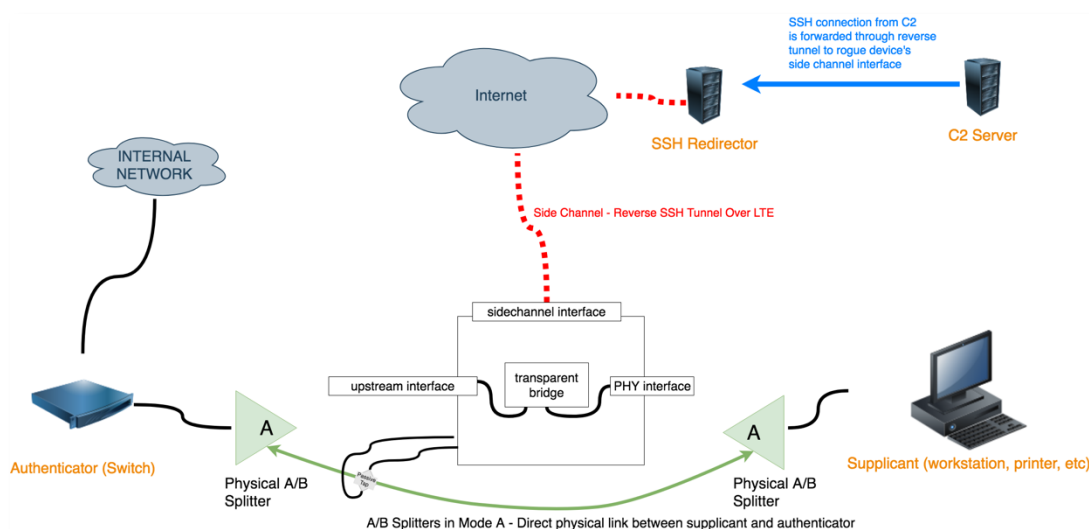 SSH connection from C2
is forwarded through reverse
tunnel to rogue device's
side channel interface
Internet
SSH Redirector
C2 Server
INTERNAL
NETWORK
Side Channel - Reverse SSH Tunnel Over LTE
sidechannel interface
upstream interface
transparent
bridge
PHY interface
A
A
Authenticator (Switch)
Physical A/B
Splitter
Passive
Tap
Physical A/B
Splitter
Supplicant (workstation, printer, etc)
A/B Splitters in Mode A - Direct physical link between supplicant and authenticator